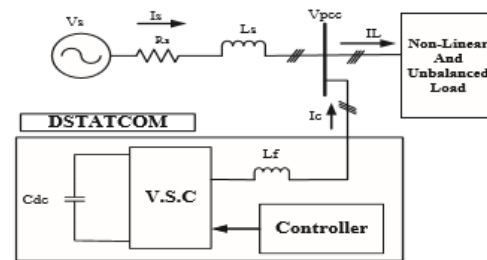 Vs
Is
Rs
Ls
Vpcc
IL
Non-Linear
And
Unbalanced
Load
Ic
DSTATCOM
Lf
Cdc
V.S.C
Controller